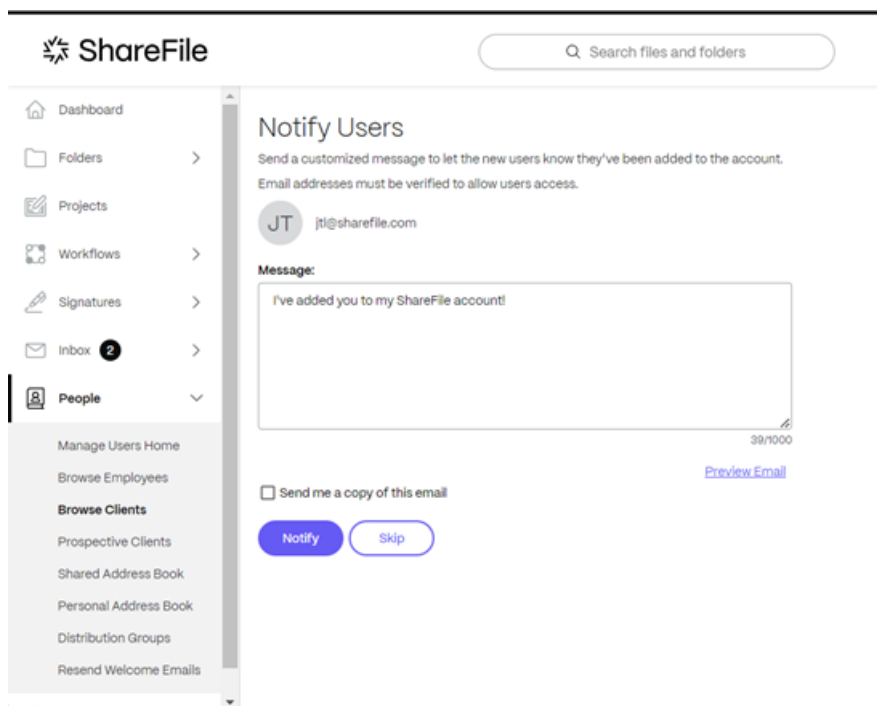 ShareFile
Search files and folders
Dashboard
Folders
Projects
Workflows
Signatures
Inbox 2
People
Manage Users Home
Browse Employees
Browse Clients
Prospective Clients
Shared Address Book
Personal Address Book
Distribution Groups
Resend Welcome Emails
Notify Users
Send a customized message to let the new users know they've been added to the account.
Email addresses must be verified to allow users access.
JT jtl@sharefile.com
Message:
I've added you to my ShareFile account!
39/1000
Preview Email
Send me a copy of this email
Notify Skip